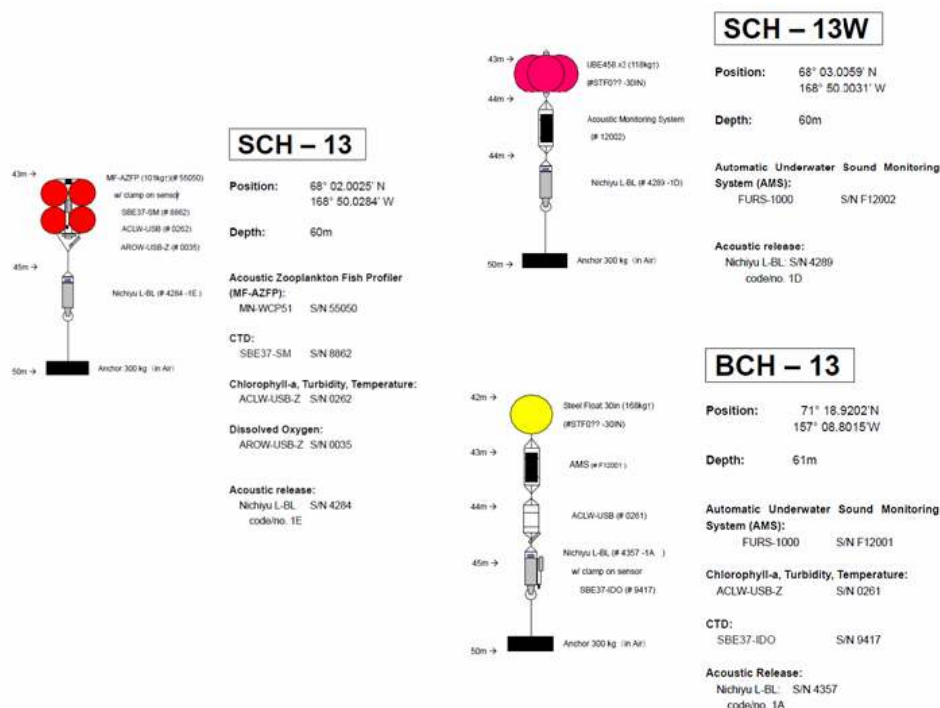 SCH – 13
43m →
MF-AZFP (101kg↑)(# 55050)
w/ clamp on sensor
SBE37-SM (# 8862)
ACLW-USB (# 0262)
AROW-USB-Z (# 0035)
45m →
Nichiyu L-BL (# 4284 -1E )
50m →
Anchor 300 kg (in Air)
Position: 68° 02.0025' N
168° 50.0284' W
Depth: 60m
Acoustic Zooplankton Fish Profiler
(MF-AZFP):
MN-WCP51 S/N 55050
CTD:
SBE37-SM S/N 8862
Chlorophyll-a, Turbidity, Temperature:
ACLW-USB-Z S/N 0262
Dissolved Oxygen:
AROW-USB-Z S/N 0035
Acoustic release:
Nichiyu L-BL S/N 4284
code/no. 1E
SCH – 13W
43m →
UBE458 x3 (118kg↑)
(#STF0?? -30IN)
44m →
Acoustic Monitoring System
(# 12002)
44m →
Nichiyu L-BL (# 4289 -1D)
50m →
Anchor 300 kg (in Air)
Position: 68° 03.0059' N
168° 50.0031' W
Depth: 60m
Automatic Underwater Sound Monitoring
System (AMS):
FURS-1000 S/N F12002
Acoustic release:
Nichiyu L-BL: S/N 4289
code/no. 1D
BCH – 13
42m →
Steel Float 30in (168kg↑)
(#STF0?? -30IN)
43m →
AMS (# F12001 )
44m →
ACLW-USB (# 0261)
45m →
Nichiyu L-BL (# 4357 -1A )
w/ clamp on sensor
SBE37-IDO (# 9417)
50m →
Anchor 300 kg (in Air)
Position: 71° 18.9202'N
157° 08.8015'W
Depth: 61m
Automatic Underwater Sound Monitoring
System (AMS):
FURS-1000 S/N F12001
Chlorophyll-a, Turbidity, Temperature:
ACLW-USB-Z S/N 0261
CTD:
SBE37-IDO S/N 9417
Acoustic Release:
Nichiyu L-BL: S/N 4357
code/no. 1A